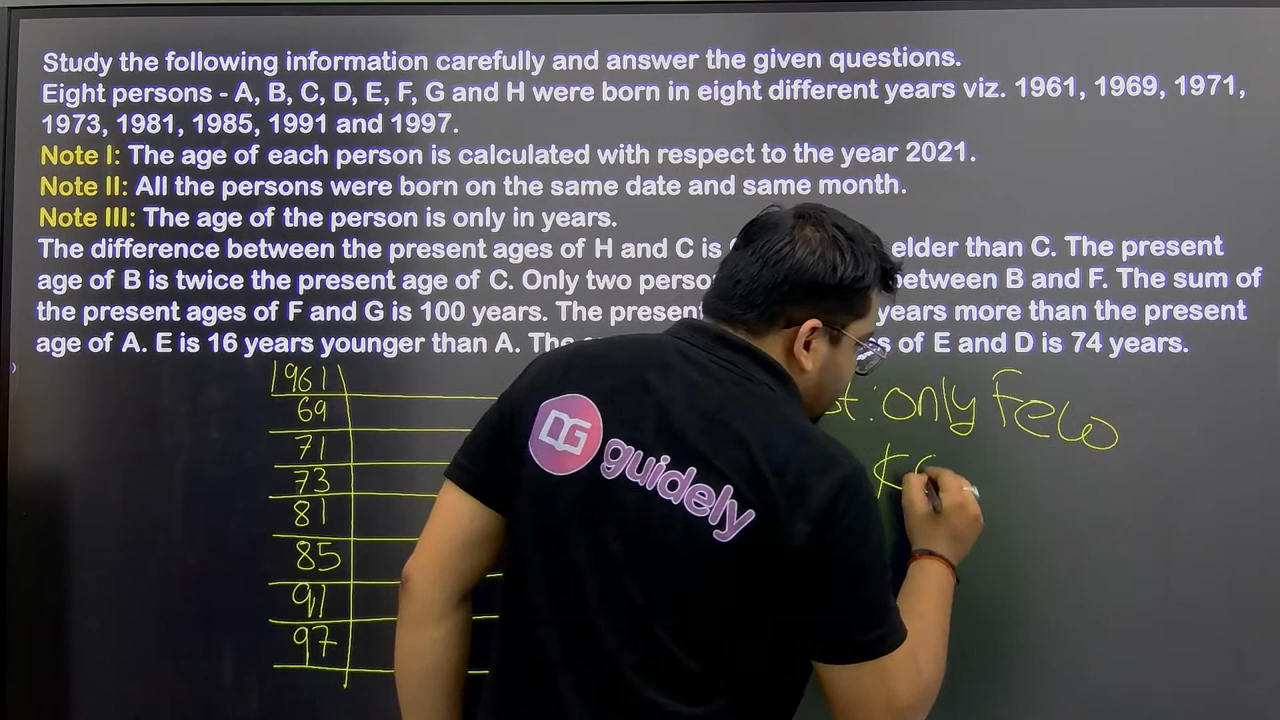 Study the following information carefully and answer the given questions.
Eight persons - A, B, C, D, E, F, G and H were born in eight different years viz. 1961, 1969, 1971,
1973, 1981, 1985, 1991 and 1997.
Note I: The age of each person is calculated with respect to the year 2021.
Note II: All the persons were born on the same date and same month.
Note III: The age of the person is only in years.
The difference between the present ages of H and C is elder than C. The present
age of B is twice the present age of C. Only two between B and F. The sum of
the present ages of F and G is 100 years. The years more than the present
age of A. E is 16 years younger than A. of E and D is 74 years.
1961
69
71
73
81
85
91
97
: only Few
DG guidely